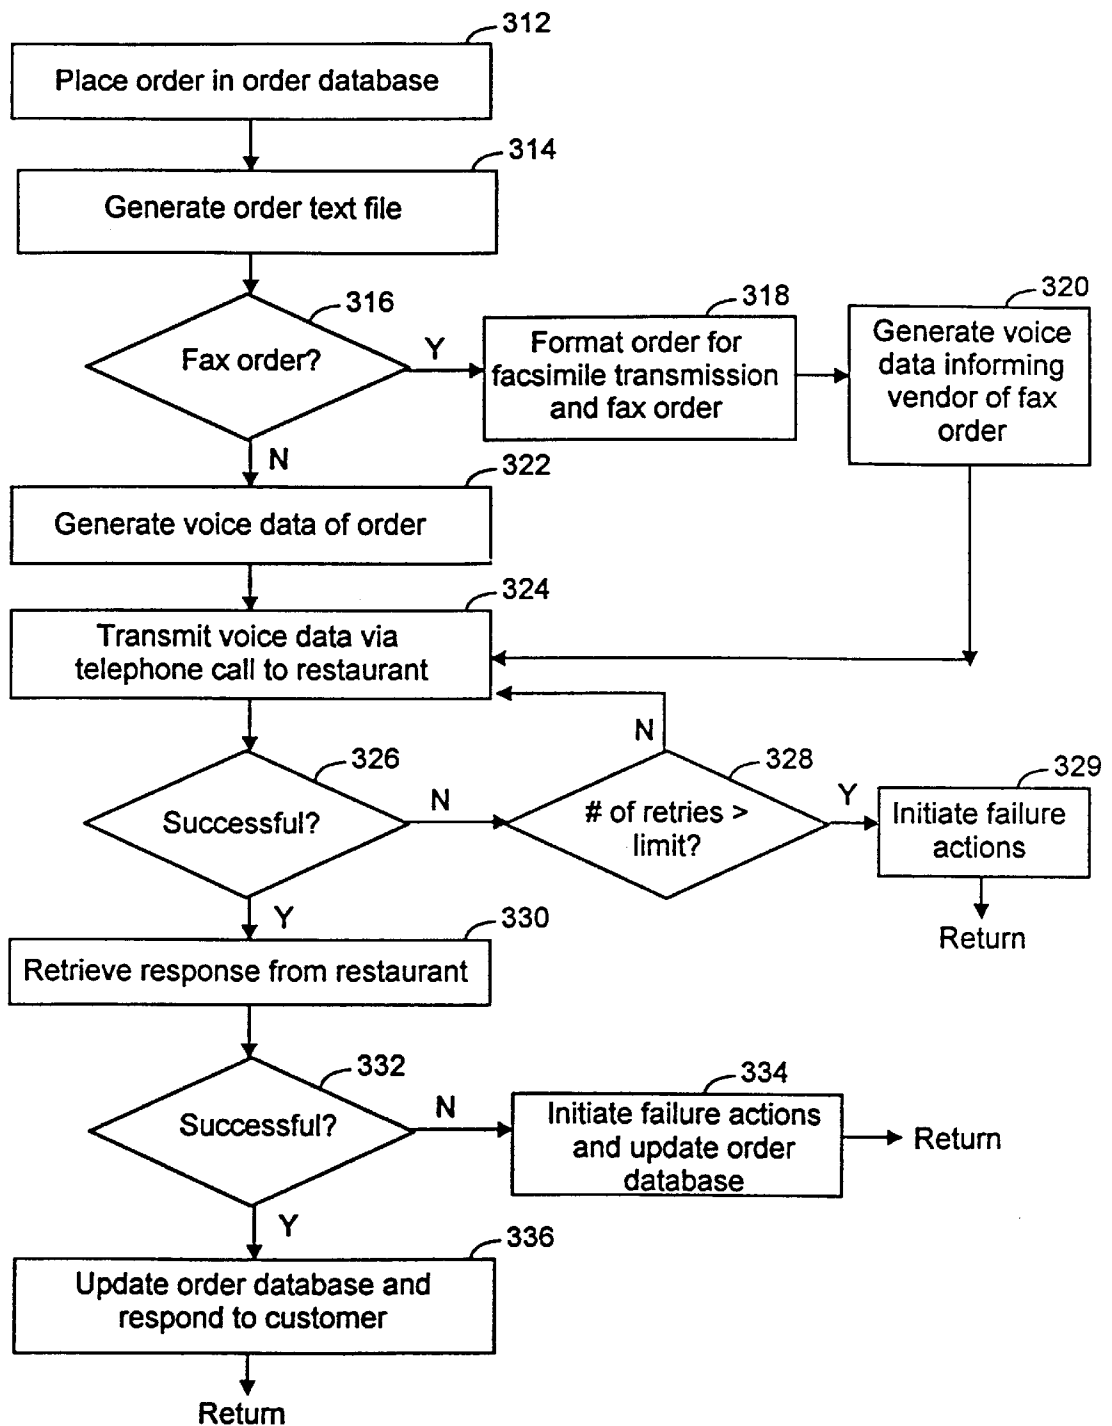 312
Place order in order database
314
Generate order text file
316
Fax order?
Y
318
Format order for
facsimile transmission
and fax order
320
Generate voice
data informing
vendor of fax
order
N
322
Generate voice data of order
324
Transmit voice data via
telephone call to restaurant
326
Successful?
N
N
328
# of retries >
limit?
Y
329
Initiate failure
actions
Return
Y
330
Retrieve response from restaurant
332
Successful?
N
334
Initiate failure actions
and update order
database
Return
Y
336
Update order database and
respond to customer
Return